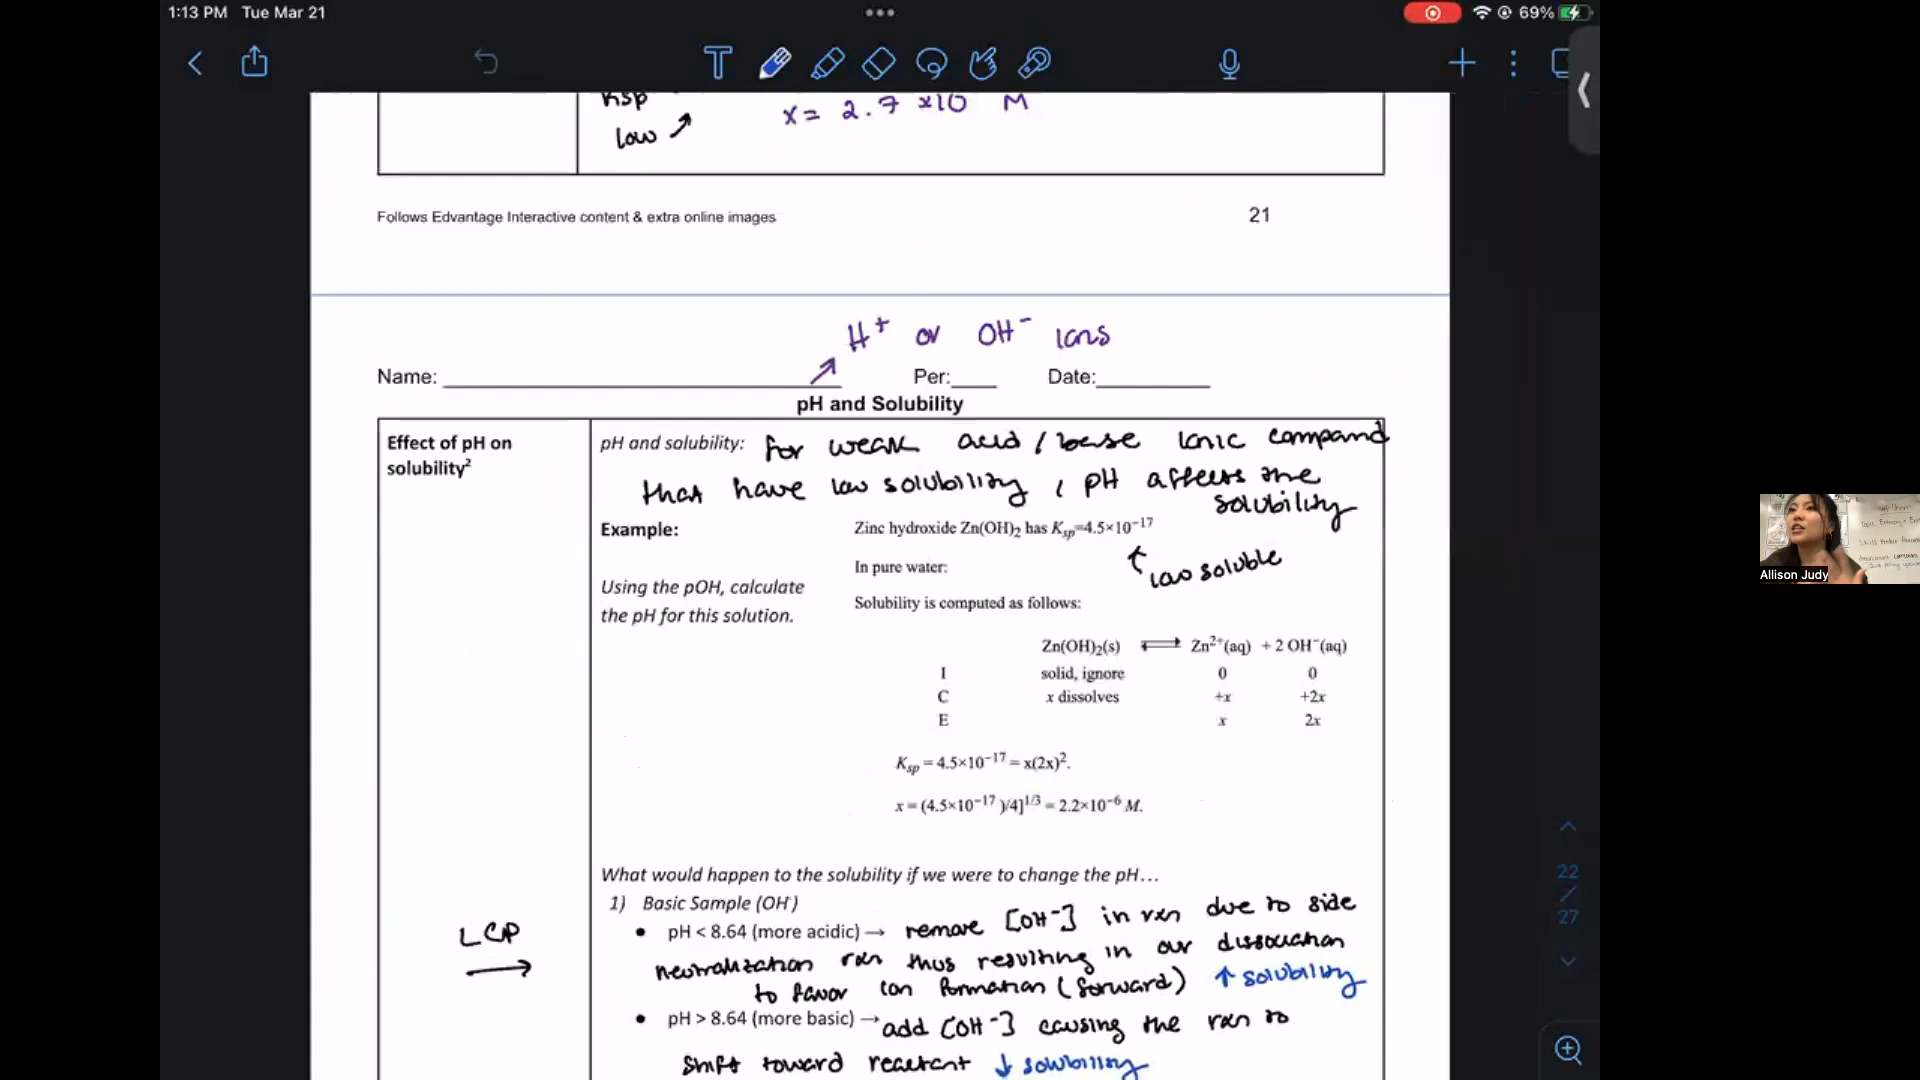 1:13 PM Tue Mar 21
69%
Ksp
low
x = 2.7 x10 M
Follows Edvantage Interactive content & extra online images 21
H+ or OH- ions
Name: Per: Date:
pH and Solubility
Effect of pH on
solubility²
pH and solubility: for weak acid / base ionic compound
that have low solubility, pH affects the
solubility
Example:
Zinc hydroxide Zn(OH)₂ has Ksp=4.5×10⁻¹⁷
low soluble
In pure water:
Using the pOH, calculate
the pH for this solution.
Solubility is computed as follows:
Zn(OH)₂(s) ⇌ Zn²⁺(aq) + 2 OH⁻(aq)
I solid, ignore 0 0
C x dissolves +x +2x
E x 2x
Ksp = 4.5×10⁻¹⁷ = x(2x)².
x = (4.5×10⁻¹⁷ )/4]¹/³ = 2.2×10⁻⁶ M.
What would happen to the solubility if we were to change the pH…
1) Basic Sample (OH⁻)
• pH < 8.64 (more acidic) → remove [OH-] in rxn due to side
neutralization rxn thus resulting in our dissociation
to favor ion formation (forward) ↑ solubility
LCP
• pH > 8.64 (more basic) → add [OH-] causing the rxn to
shift toward reactant ↓ solubility
22
/
27
Allison Judy